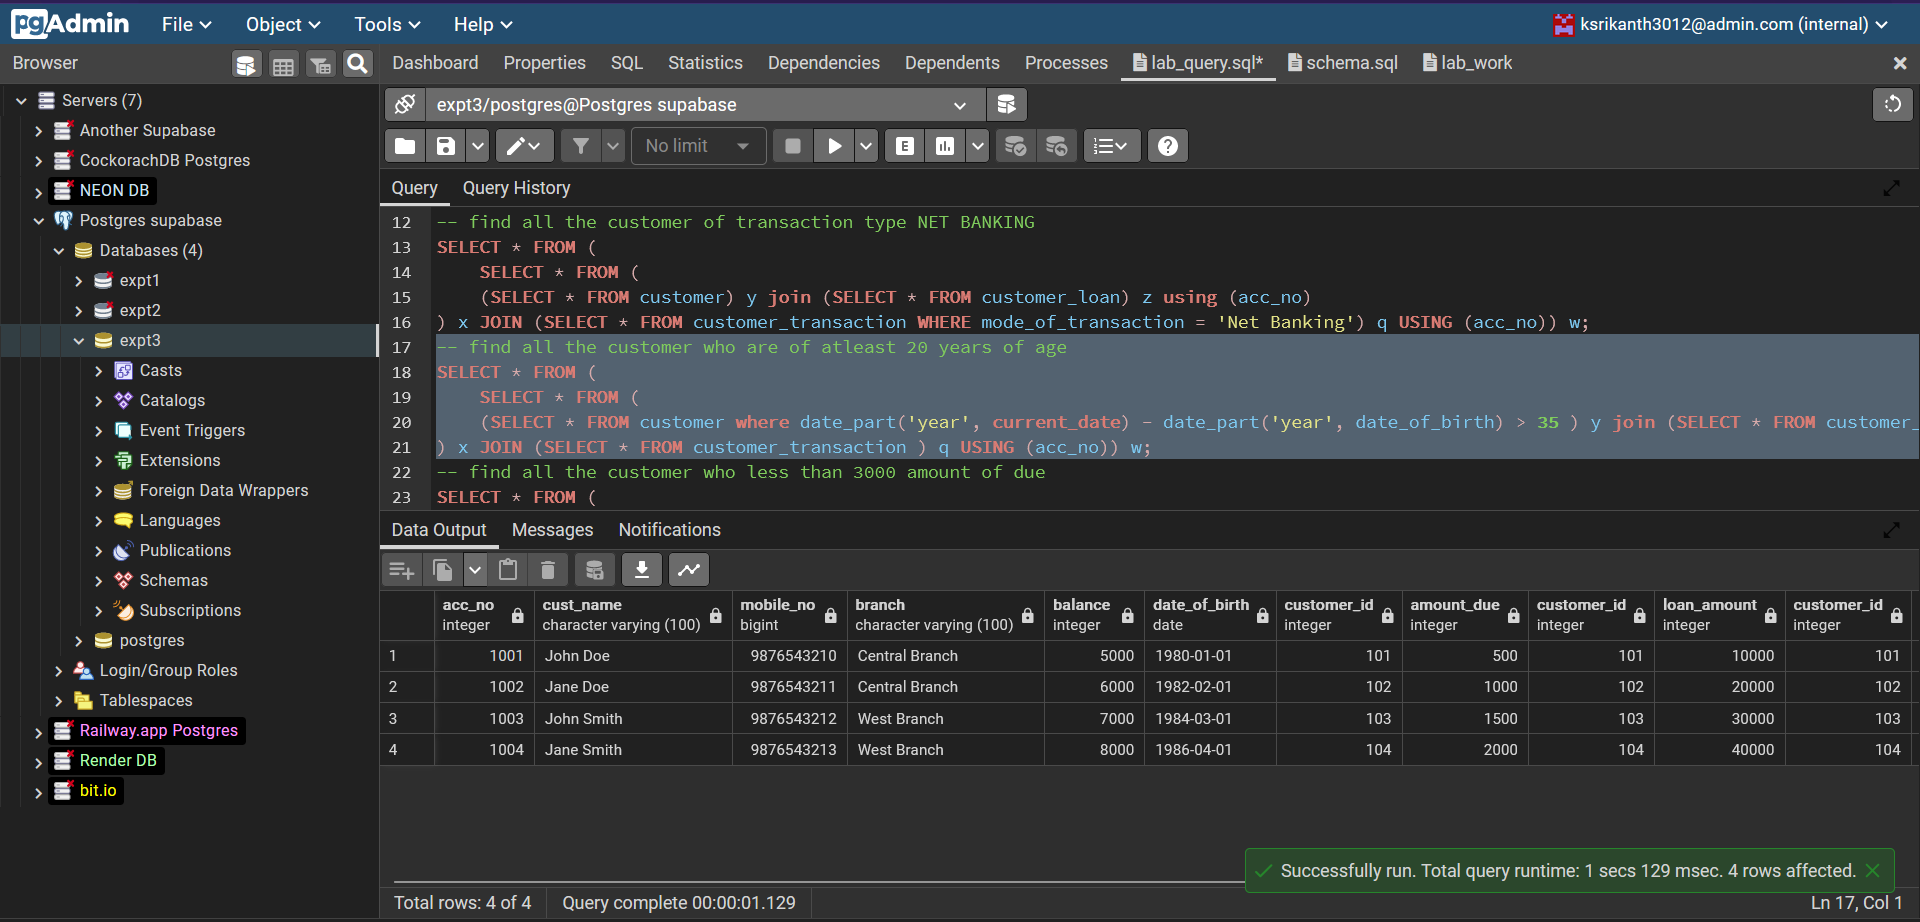 pgAdmin File Object Tools Help ksrikanth3012@admin.com (internal)
Browser Dashboard Properties SQL Statistics Dependencies Dependents Processes lab_query.sql* schema.sql lab_work
Servers (7)
Another Supabase
CockorachDB Postgres
NEON DB
Postgres supabase
Databases (4)
expt1
expt2
expt3
Casts
Catalogs
Event Triggers
Extensions
Foreign Data Wrappers
Languages
Publications
Schemas
Subscriptions
postgres
Login/Group Roles
Tablespaces
Railway.app Postgres
Render DB
bit.io
expt3/postgres@Postgres supabase
No limit E
Query Query History
12 -- find all the customer of transaction type NET BANKING
13 SELECT * FROM (
14 SELECT * FROM (
15 (SELECT * FROM customer) y join (SELECT * FROM customer_loan) z using (acc_no)
16 ) x JOIN (SELECT * FROM customer_transaction WHERE mode_of_transaction = 'Net Banking') q USING (acc_no)) w;
17 -- find all the customer who are of atleast 20 years of age
18 SELECT * FROM (
19 SELECT * FROM (
20 (SELECT * FROM customer where date_part('year', current_date) - date_part('year', date_of_birth) > 35 ) y join (SELECT * FROM customer_
21 ) x JOIN (SELECT * FROM customer_transaction ) q USING (acc_no)) w;
22 -- find all the customer who less than 3000 amount of due
23 SELECT * FROM (
Data Output Messages Notifications
acc_no cust_name mobile_no branch balance date_of_birth customer_id amount_due customer_id loan_amount customer_id
integer character varying (100) bigint character varying (100) integer date integer integer integer integer integer
1 1001 John Doe 9876543210 Central Branch 5000 1980-01-01 101 500 101 10000 101
2 1002 Jane Doe 9876543211 Central Branch 6000 1982-02-01 102 1000 102 20000 102
3 1003 John Smith 9876543212 West Branch 7000 1984-03-01 103 1500 103 30000 103
4 1004 Jane Smith 9876543213 West Branch 8000 1986-04-01 104 2000 104 40000 104
Successfully run. Total query runtime: 1 secs 129 msec. 4 rows affected.
Total rows: 4 of 4 Query complete 00:00:01.129 Ln 17, Col 1